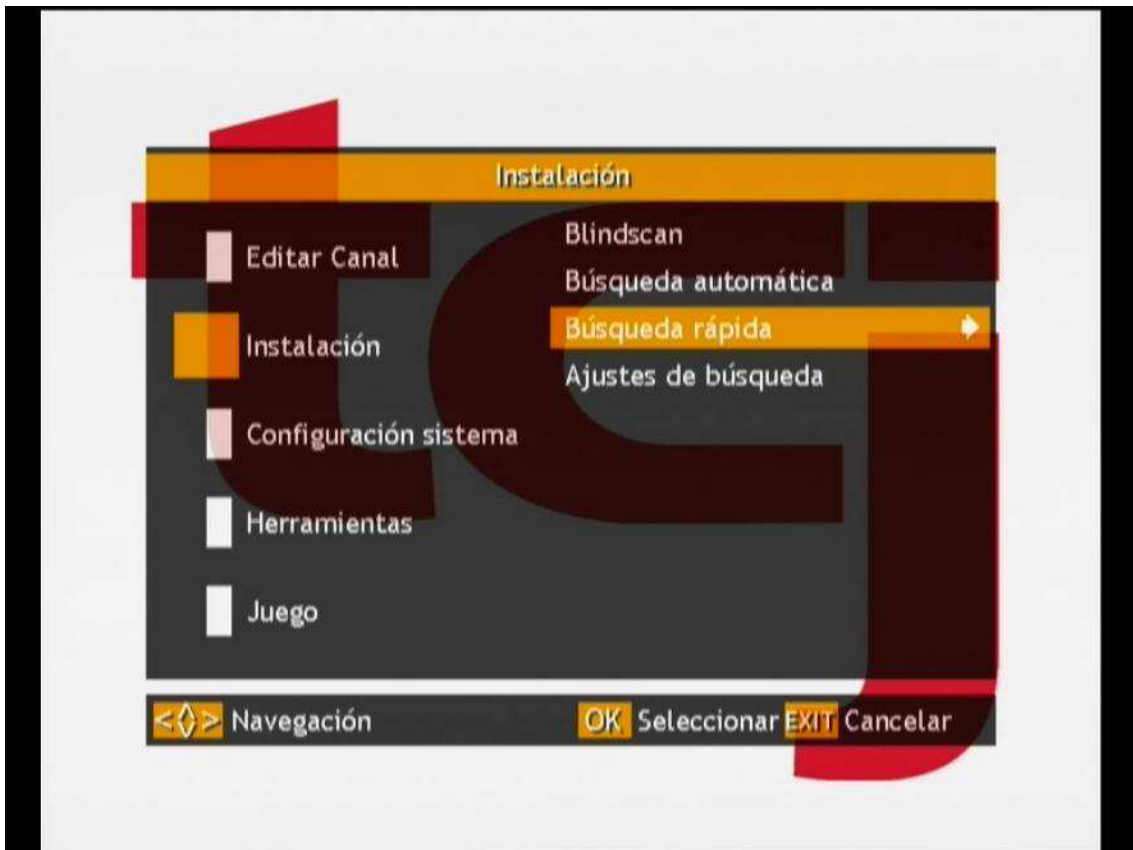 Instalación
Editar Canal
Instalación
Configuración sistema
Herramientas
Juego
Blindscan
Búsqueda automática
Búsqueda rápida
Ajustes de búsqueda
<◊> Navegación
OK Seleccionar EXIT Cancelar
tcj